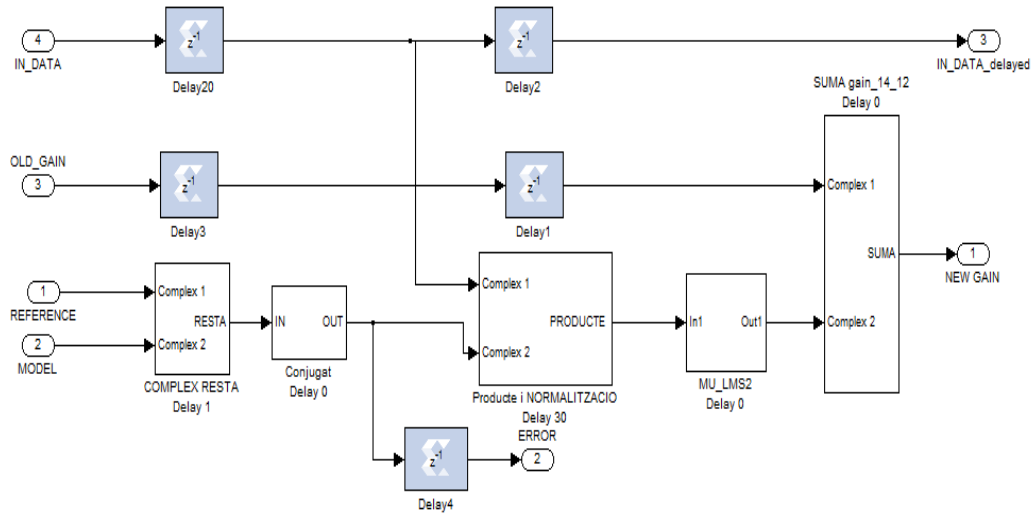 4
IN_DATA
z-1
Delay20
z-1
Delay2
3
IN_DATA_delayed
SUMA gain_14_12
Delay 0
OLD_GAIN
3
z-1
Delay3
z-1
Delay1
Complex 1
SUMA
Complex 2
1
NEW GAIN
1
REFERENCE
2
MODEL
Complex 1
RESTA
Complex 2
COMPLEX RESTA
Delay 1
IN
OUT
Conjugat
Delay 0
Complex 1
PRODUCTE
Complex 2
Producte i NORMALITZACIO
Delay 30
In1
Out1
MU_LMS2
Delay 0
z-1
Delay4
ERROR
2